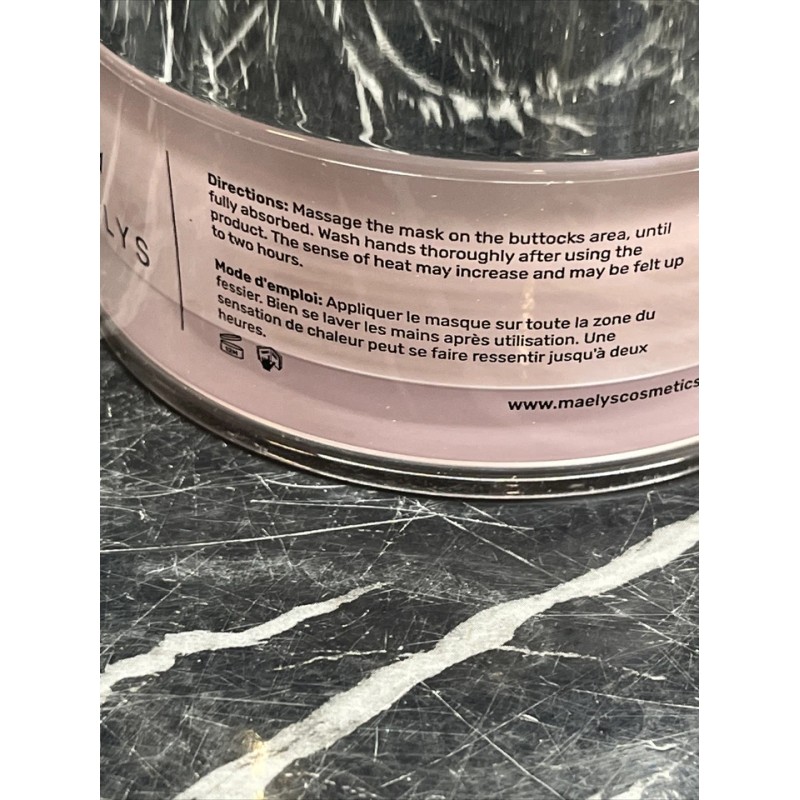 LYS
Directions: Massage the mask on the buttocks area, until
fully absorbed. Wash hands thoroughly after using the
product. The sense of heat may increase and may be felt up
to two hours.
Mode d'emploi: Appliquer le masque sur toute la zone du
fessier. Bien se laver les mains après utilisation. Une
sensation de chaleur peut se faire ressentir jusqu'à deux
heures.
www.maelyscosmetics